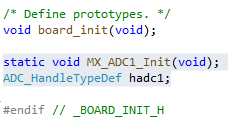 /* Define prototypes. */
void board_init(void);
static void MX_ADC1_Init(void);
ADC_HandleTypeDef hadc1;
#endif // _BOARD_INIT_H